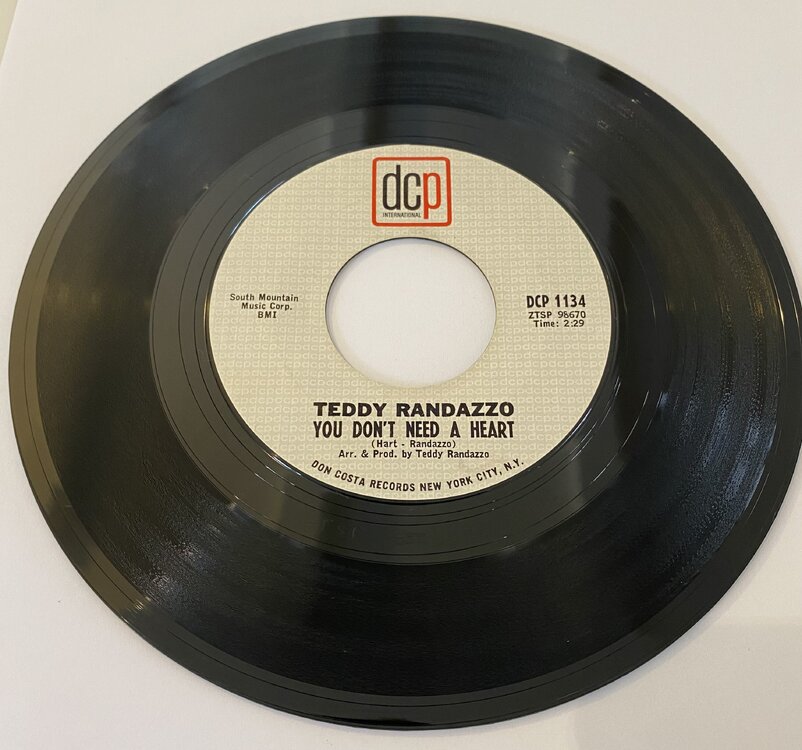 dcp
INTERNATIONAL
South Mountain
Music Corp.
BMI
DCP 1134
ZTSP 98670
Time: 2:29
TEDDY RANDAZZO
YOU DON'T NEED A HEART
(Hart - Randazzo)
Arr. & Prod. by Teddy Randazzo
DON COSTA RECORDS NEW YORK CITY, N.Y.